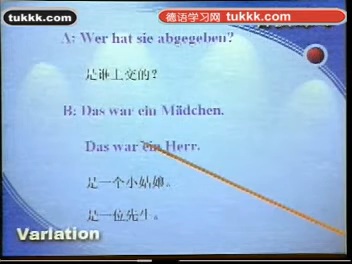 tukkk.com
德语学习网 tukkk.com
A: Wer hat sie abgegeben?
是谁上交的？
B: Das war ein Mädchen.
Das war ein Herr.
是一个小姑娘。
是一位先生。
Variation